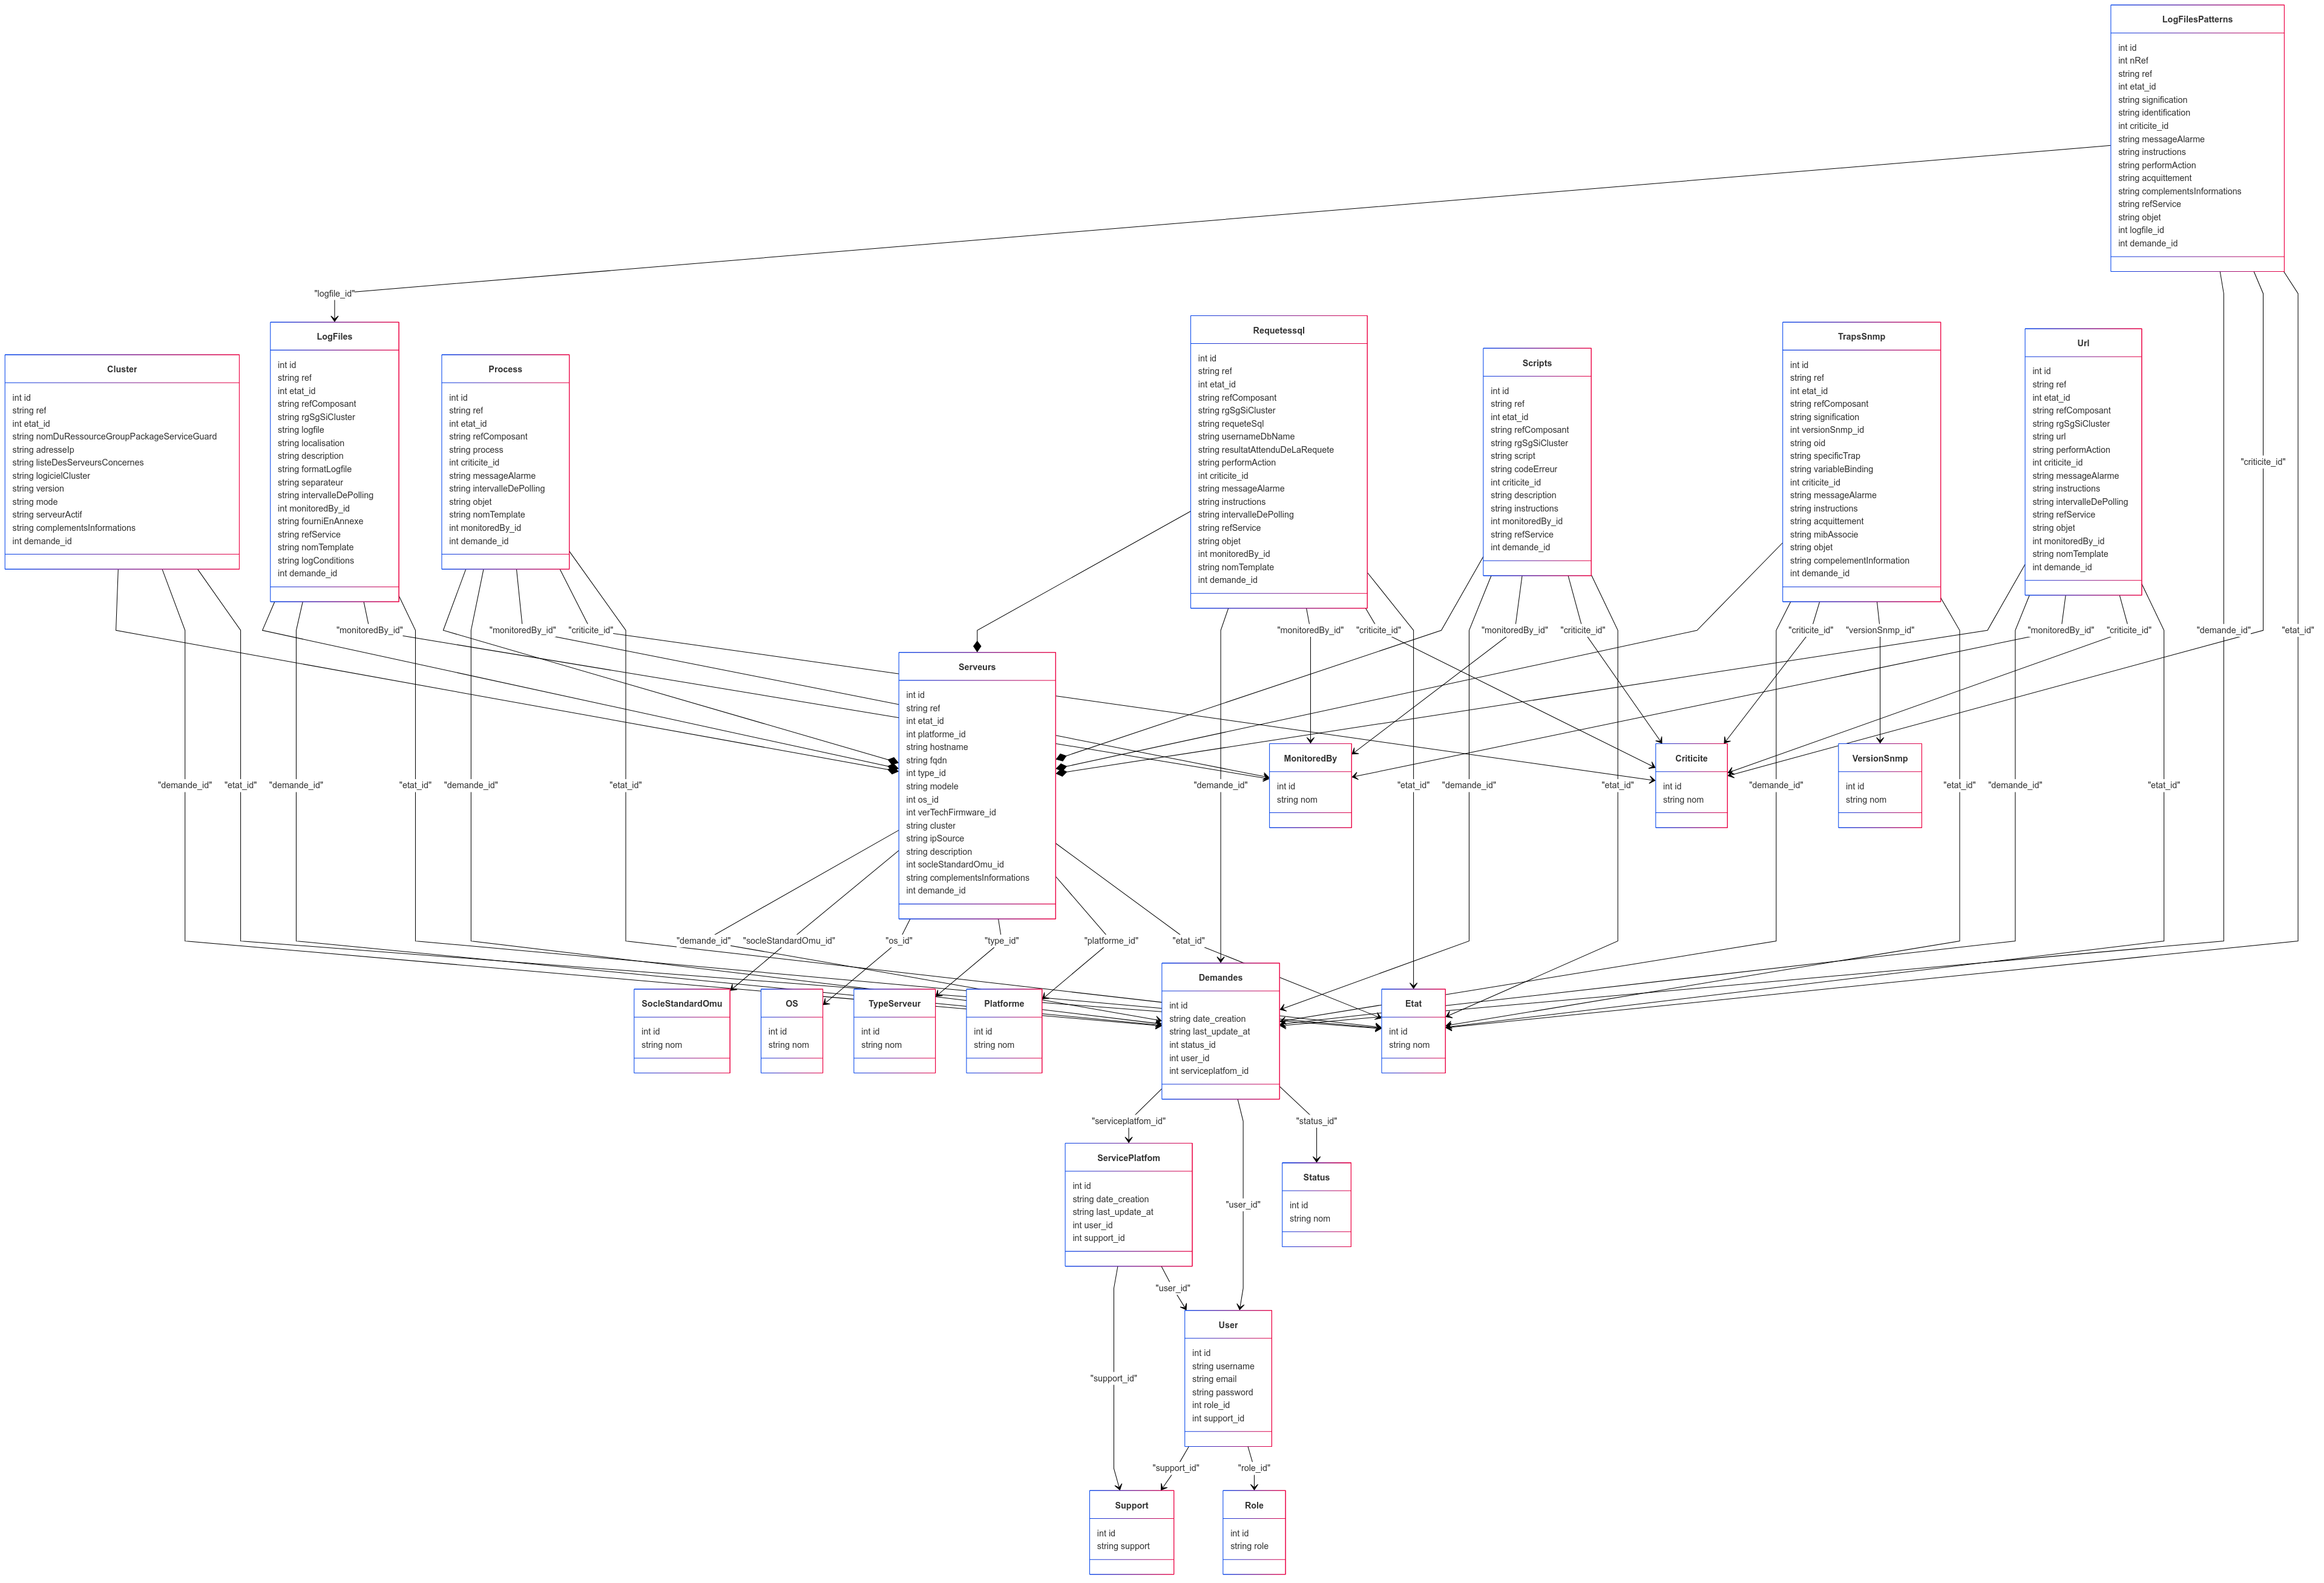 LogFilesPatterns
int id
int nRef
string ref
int etat_id
string signification
string identification
int criticite_id
string messageAlarme
string instructions
string performAction
string acquittement
string complementsInformations
string refService
string objet
int logfile_id
int demande_id
"logfile_id"
Cluster
int id
string ref
int etat_id
string nomDuRessourceGroupPackageServiceGuard
string adresseIp
string listeDesServeursConcernes
string logicielCluster
string version
string mode
string serveurActif
string complementsInformations
int demande_id
LogFiles
int id
string ref
int etat_id
string refComposant
string rgSgSiCluster
string logfile
string localisation
string description
string formatLogfile
string separateur
string intervalleDePolling
int monitoredBy_id
string fourniEnAnnexe
string refService
string nomTemplate
string logConditions
int demande_id
Process
int id
string ref
int etat_id
string refComposant
string process
int criticite_id
string messageAlarme
string intervalleDePolling
string objet
string nomTemplate
int monitoredBy_id
int demande_id
Requetessql
int id
string ref
int etat_id
string refComposant
string rgSgSiCluster
string requeteSql
string usernameDbName
string resultatAttenduDeLaRequete
string performAction
int criticite_id
string messageAlarme
string instructions
string intervalleDePolling
string refService
string objet
int monitoredBy_id
string nomTemplate
int demande_id
Scripts
int id
string ref
int etat_id
string refComposant
string rgSgSiCluster
string script
string codeErreur
int criticite_id
string description
string instructions
int monitoredBy_id
string refService
int demande_id
TrapsSnmp
int id
string ref
int etat_id
string refComposant
string signification
int versionSnmp_id
string oid
string specificTrap
string variableBinding
int criticite_id
string messageAlarme
string instructions
string acquittement
string mibAssocie
string objet
string compelementInformation
int demande_id
Url
int id
string ref
int etat_id
string refComposant
string rgSgSiCluster
string url
string performAction
int criticite_id
string messageAlarme
string instructions
string intervalleDePolling
string refService
string objet
int monitoredBy_id
string nomTemplate
int demande_id
"criticite_id"
"monitoredBy_id"
"monitoredBy_id"
"criticite_id"
"monitoredBy_id"
"criticite_id"
"monitoredBy_id"
"criticite_id"
"criticite_id"
"versionSnmp_id"
"monitoredBy_id"
"criticite_id"
"demande_id"
"etat_id"
Serveurs
int id
string ref
int etat_id
int platforme_id
string hostname
string fqdn
int type_id
string modele
int os_id
int verTechFirmware_id
string cluster
string ipSource
string description
int socleStandardOmu_id
string complementsInformations
int demande_id
MonitoredBy
int id
string nom
Criticite
int id
string nom
VersionSnmp
int id
string nom
"demande_id"
"etat_id"
"demande_id"
"etat_id"
"demande_id"
"etat_id"
"demande_id"
"etat_id"
"demande_id"
"etat_id"
"demande_id"
"etat_id"
"demande_id"
"etat_id"
"demande_id"
"socleStandardOmu_id"
"os_id"
"type_id"
"platforme_id"
"etat_id"
SocleStandardOmu
int id
string nom
OS
int id
string nom
TypeServeur
int id
string nom
Platforme
int id
string nom
Demandes
int id
string date_creation
string last_update_at
int status_id
int user_id
int serviceplatfom_id
Etat
int id
string nom
"serviceplatfom_id"
"status_id"
ServicePlatfom
int id
string date_creation
string last_update_at
int user_id
int support_id
Status
int id
string nom
"user_id"
"user_id"
User
int id
string username
string email
string password
int role_id
int support_id
"support_id"
"support_id"
"role_id"
Support
int id
string support
Role
int id
string role